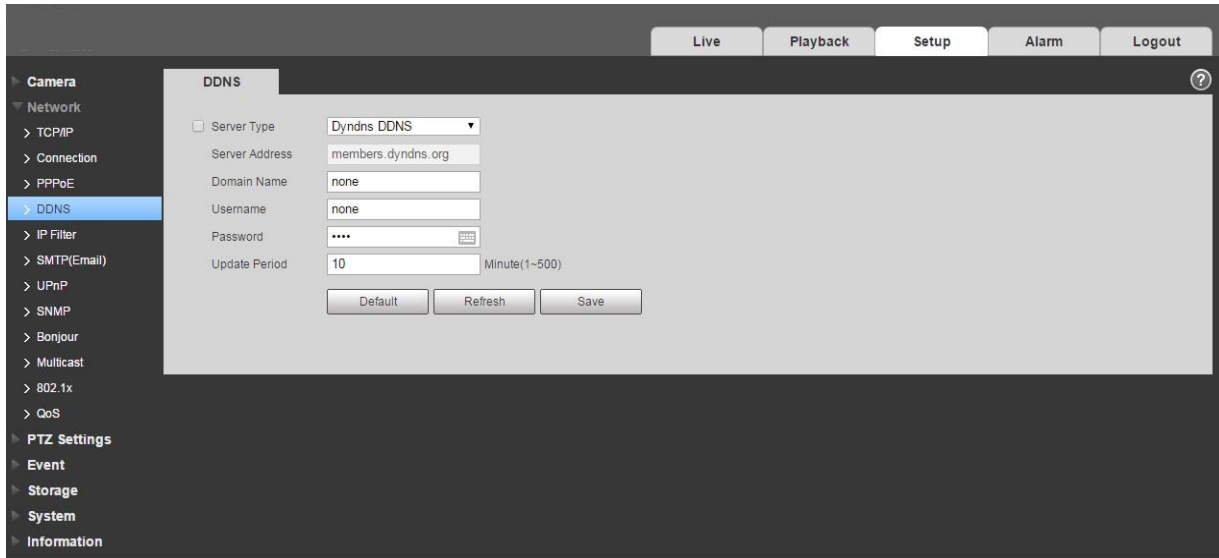 Live Playback Setup Alarm Logout
Camera
DDNS
?
Network
TCP/IP
Server Type Dyndns DDNS
Connection
Server Address members.dyndns.org
PPPoE
Domain Name none
DDNS
Username none
IP Filter
Password ••••
SMTP(Email)
Update Period 10 Minute(1~500)
UPnP
Default Refresh Save
SNMP
Bonjour
Multicast
802.1x
QoS
PTZ Settings
Event
Storage
System
Information